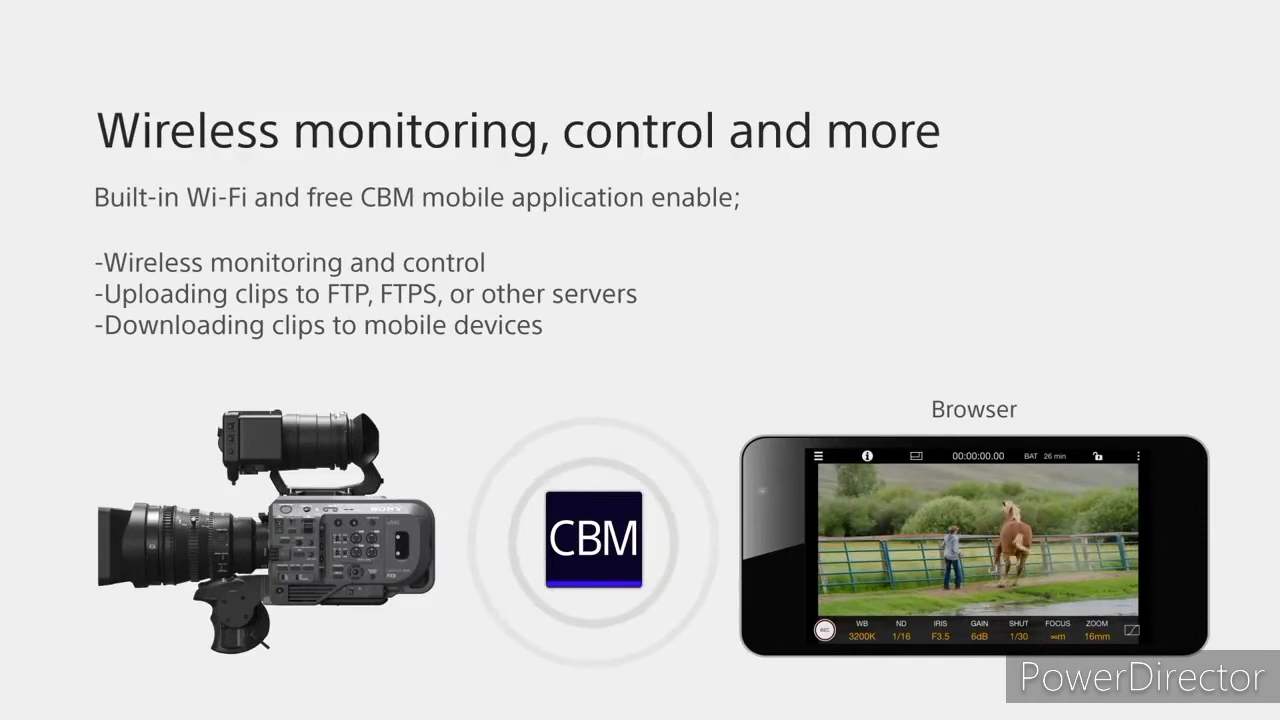 Wireless monitoring, control and more
Built-in Wi-Fi and free CBM mobile application enable;
-Wireless monitoring and control
-Uploading clips to FTP, FTPS, or other servers
-Downloading clips to mobile devices
Browser
00:00:00.00 BAT 26 min
SONY
CBM
FX9
REC
WB ND IRIS GAIN SHUT FOCUS ZOOM
3200K 1/16 F3.5 6dB 1/30 ∞m 16mm
PowerDirector